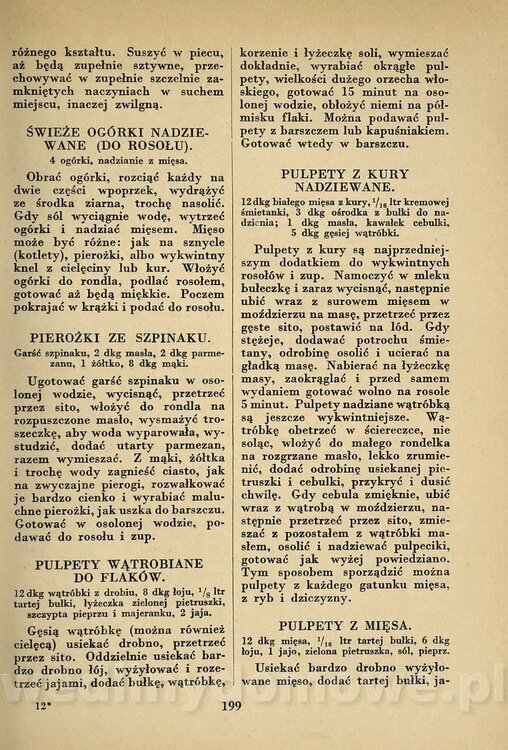 różnego kształtu. Suszyć w piecu,
aż będą zupełnie sztywne, prze-
chowywać w zupełnie szczelnie za-
mkniętych naczyniach w suchem
miejscu, inaczej zwilgną.
ŚWIEŻE OGÓRKI NADZIE-
WANE (DO ROSOŁU).
4 ogórki, nadzianie z mięsa.
Obrać ogórki, rozciąć każdy na
dwie części wpoprzek, wydrążyć
ze środka ziarna, trochę nasolić.
Gdy sól wyciągnie wodę, wytrzeć
ogórki i nadziać mięsem. Mięso
może być różne: jak na sznycle
(kotlety), pierożki, albo wykwintny
knel z cielęciny lub kur. Włożyć
ogórki do rondla, podlać rosołem,
gotować aż będą miękkie. Poczem
pokrajać w krążki i podać do rosołu.
PIEROŻKI ZE SZPINAKU.
Garść szpinaku, 2 dkg masła, 2 dkg parme-
zanu, 1 żółtko, 8 dkg mąki.
Ugotować garść szpinaku w oso-
lonej wodzie, wycisnąć, przetrzeć
przez sito, włożyć do rondla na
rozpuszczone masło, wysmażyć tro-
szeczkę, aby woda wyparowała, wy-
studzić, dodać utarty parmezan,
razem wymieszać. Z mąki, żółtka
i trochę wody zagnieść ciasto, jak
na zwyczajne pierogi, rozwałkować
je bardzo cienko i wyrabiać malu-
chne pierożki, jak uszka do barszczu.
Gotować w osolonej wodzie, po-
dawać do rosołu i zup.
PULPETY WĄTROBIANE
DO FLAKÓW.
12 dkg wątróbki z drobiu, 8 dkg łoju, 1/8 ltr
tartej bułki, łyżeczka zielonej pietruszki,
szczypta pieprzu i majeranku, 2 jaja.
Gęsią wątróbkę (można również
cielęcą) usiekać drobno, przetrzeć
przez sito. Oddzielnie usiekać bar-
dzo drobno łój, wyżyłować i roze-
trzeć jajami, dodać bułkę, wątróbkę,
12*
korzenie i łyżeczkę soli, wymieszać
dokładnie, wyrabiać okrągłe pul-
pety, wielkości dużego orzecha wło-
skiego, gotować 15 minut na oso-
lonej wodzie, obłożyć niemi na pół-
misku flaki. Można podawać pul-
pety z barszczem lub kapuśniakiem.
Gotować wtedy w barszczu.
PULPETY Z KURY
NADZIEWANE.
12 dkg białego mięsa z kury, 1/16 ltr kremowej
śmietanki, 3 dkg ośrodka z bułki do na-
dzienia; 1 dkg masła, kawałek cebulki,
5 dkg gęsiej wątróbki.
Pulpety z kury są najprzedniej-
szym dodatkiem do wykwintnych
rosołów i zup. Namoczyć w mleku
bułeczkę i zaraz wycisnąć, następnie
ubić wraz z surowem mięsem w
moździerzu na masę, przetrzeć przez
gęste sito, postawić na lód. Gdy
stężeje, dodawać potrochu śmie-
tany, odrobinę osolić i ucierać na
gładką masę. Nabierać na łyżeczkę
masy, zaokrąglać i przed samem
wydaniem gotować wolno na rosole
5 minut. Pulpety nadziane wątróbką
są jeszcze wykwintniejsze. Wą-
tróbkę obetrzeć w ściereczce, nie
soląc, włożyć do małego rondelka
na rozgrzane masło, lekko zrumie-
nić, dodać odrobinę usiekanej pie-
truszki i cebulki, przykryć i dusić
chwilę. Gdy cebula zmięknie, ubić
wraz z wątrobą w moździerzu, na-
stępnie przetrzeć przez sito, zmie-
szać z pozostałem z wątróbki ma-
słem, osolić i nadziewać pulpeciki,
gotować jak wyżej powiedziano.
Tym sposobem sporządzić można
pulpety z każdego gatunku mięsa,
z ryb i dziczyzny.
PULPETY Z MIĘSA.
12 dkg mięsa, 1/16 ltr tartej bułki, 6 dkg
łoju, 1 jajo, zielona pietruszka, sól, pieprz.
Usiekać bardzo drobno wyżyło-
wane mięso, dodać tartej bułki, ja-
199